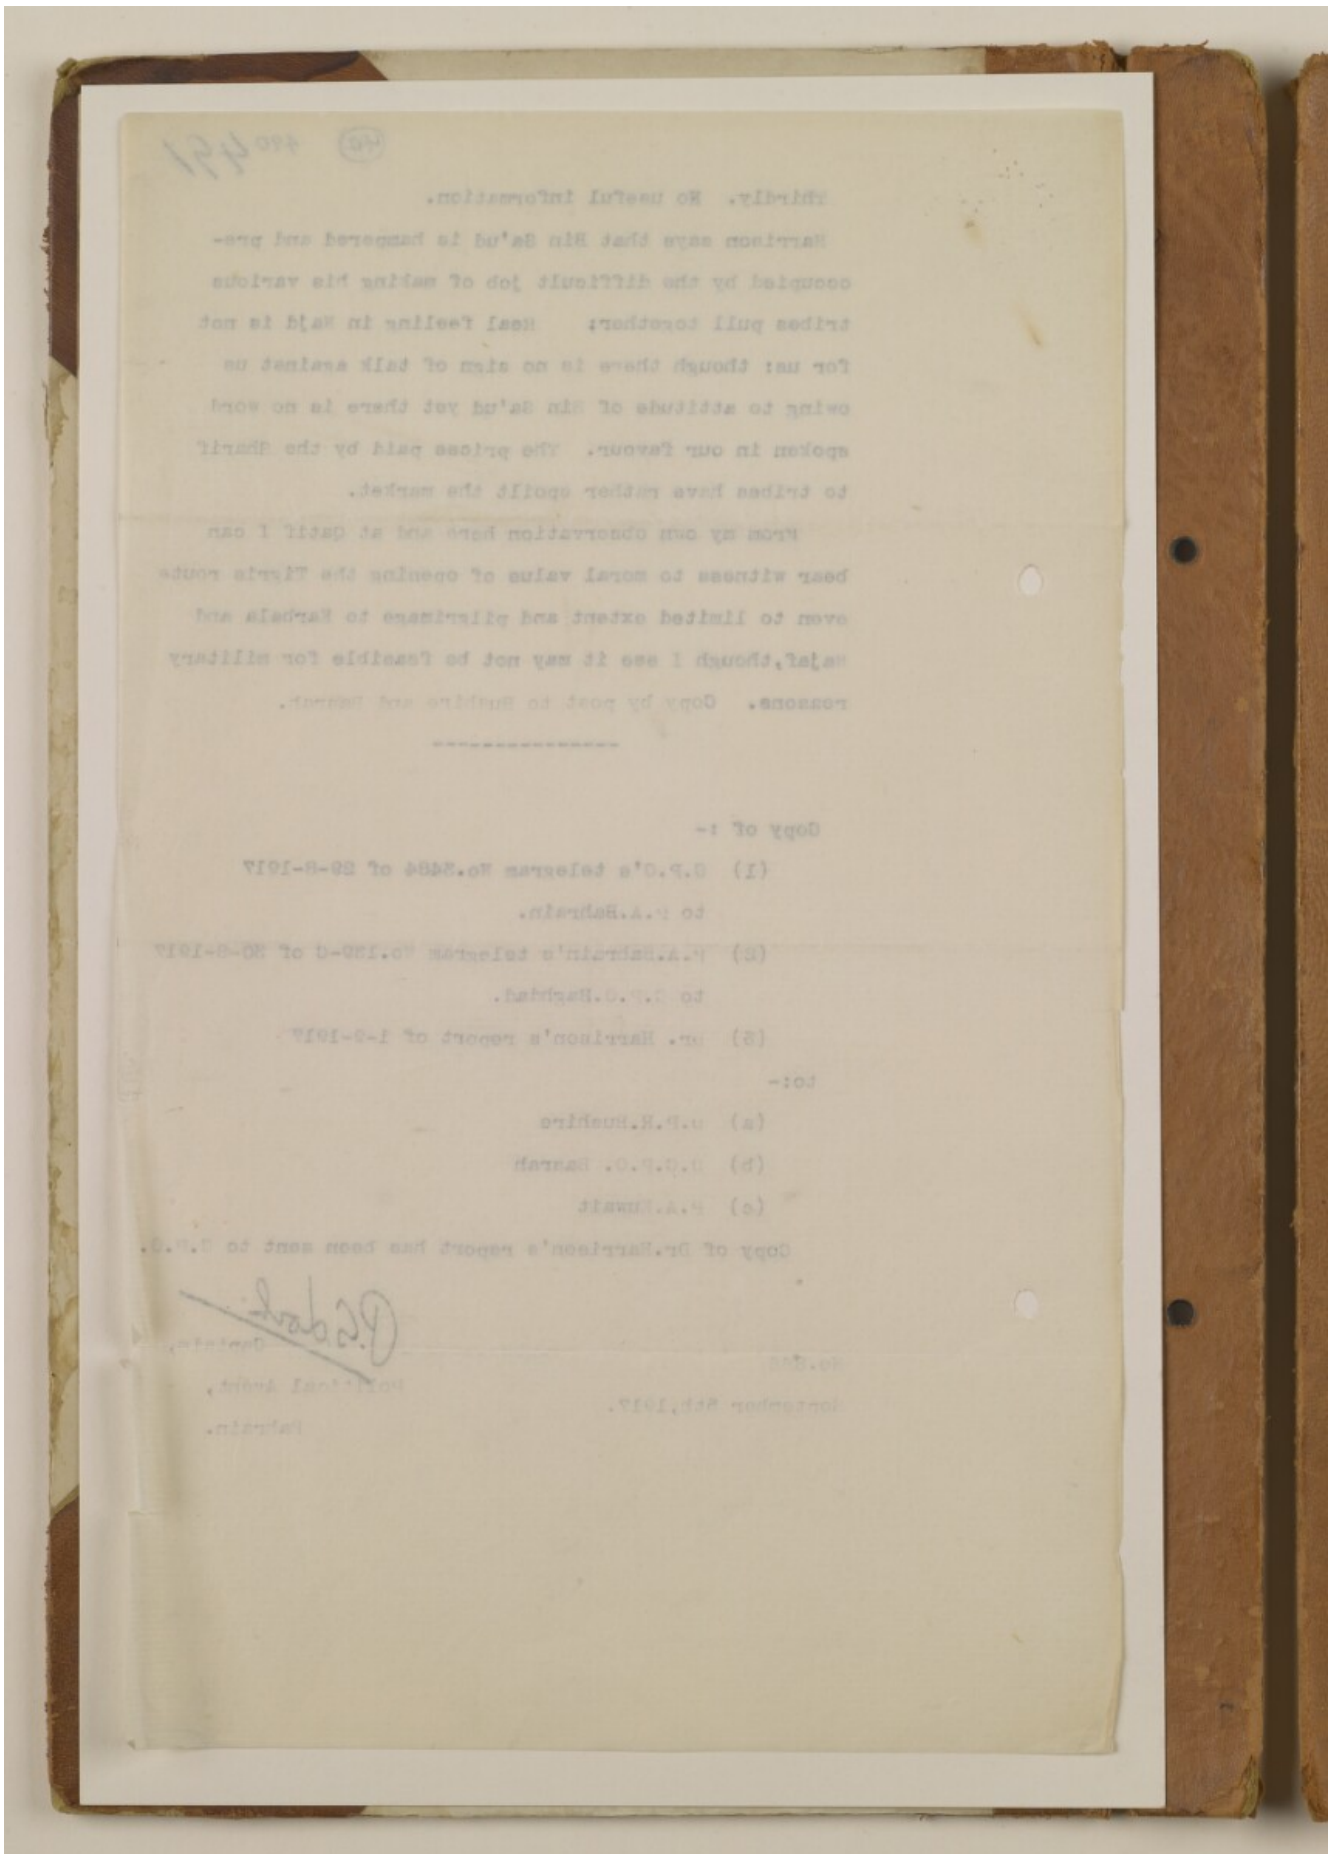 490 491
Thirdly. No useful information.
Harrison says that Bin Sa'ud is hampered and pre-
occupied by the difficult job of making his various
tribes pull together: Real feeling in Najd is not
for us: though there is no sign of talk against us
owing to attitude of Bin Sa'ud yet there is no word
spoken in our favour. The prices paid by the Sharif
to tribes have rather spoilt the market.
From my own observation here and at Qatif I can
bear witness to moral value of opening the Tigris route
even to limited extent and pilgrimage to Karbala and
Najaf,though I see it may not be feasible for military
reasons. Copy by post to Bushire and Basrah.
---------------
Copy of :-
(1) C.P.O's telegram No.3464 of 29-8-1917
to P.A.Bahrain.
(2) P.A.Bahrain's telegram of 30-8-1917
to C.P.O.Baghdad.
(3) Dr. Harrison's report of 1-9-1917
to:-
(a) D.P.R.Bushire
(b) D.C.P.O. Basrah
(c) P.A.Kuwait
Copy of Dr.Harrison's report has been sent to C.P.O.
Captain,
Political Agent,
Bahrain.
September 5th,1917.